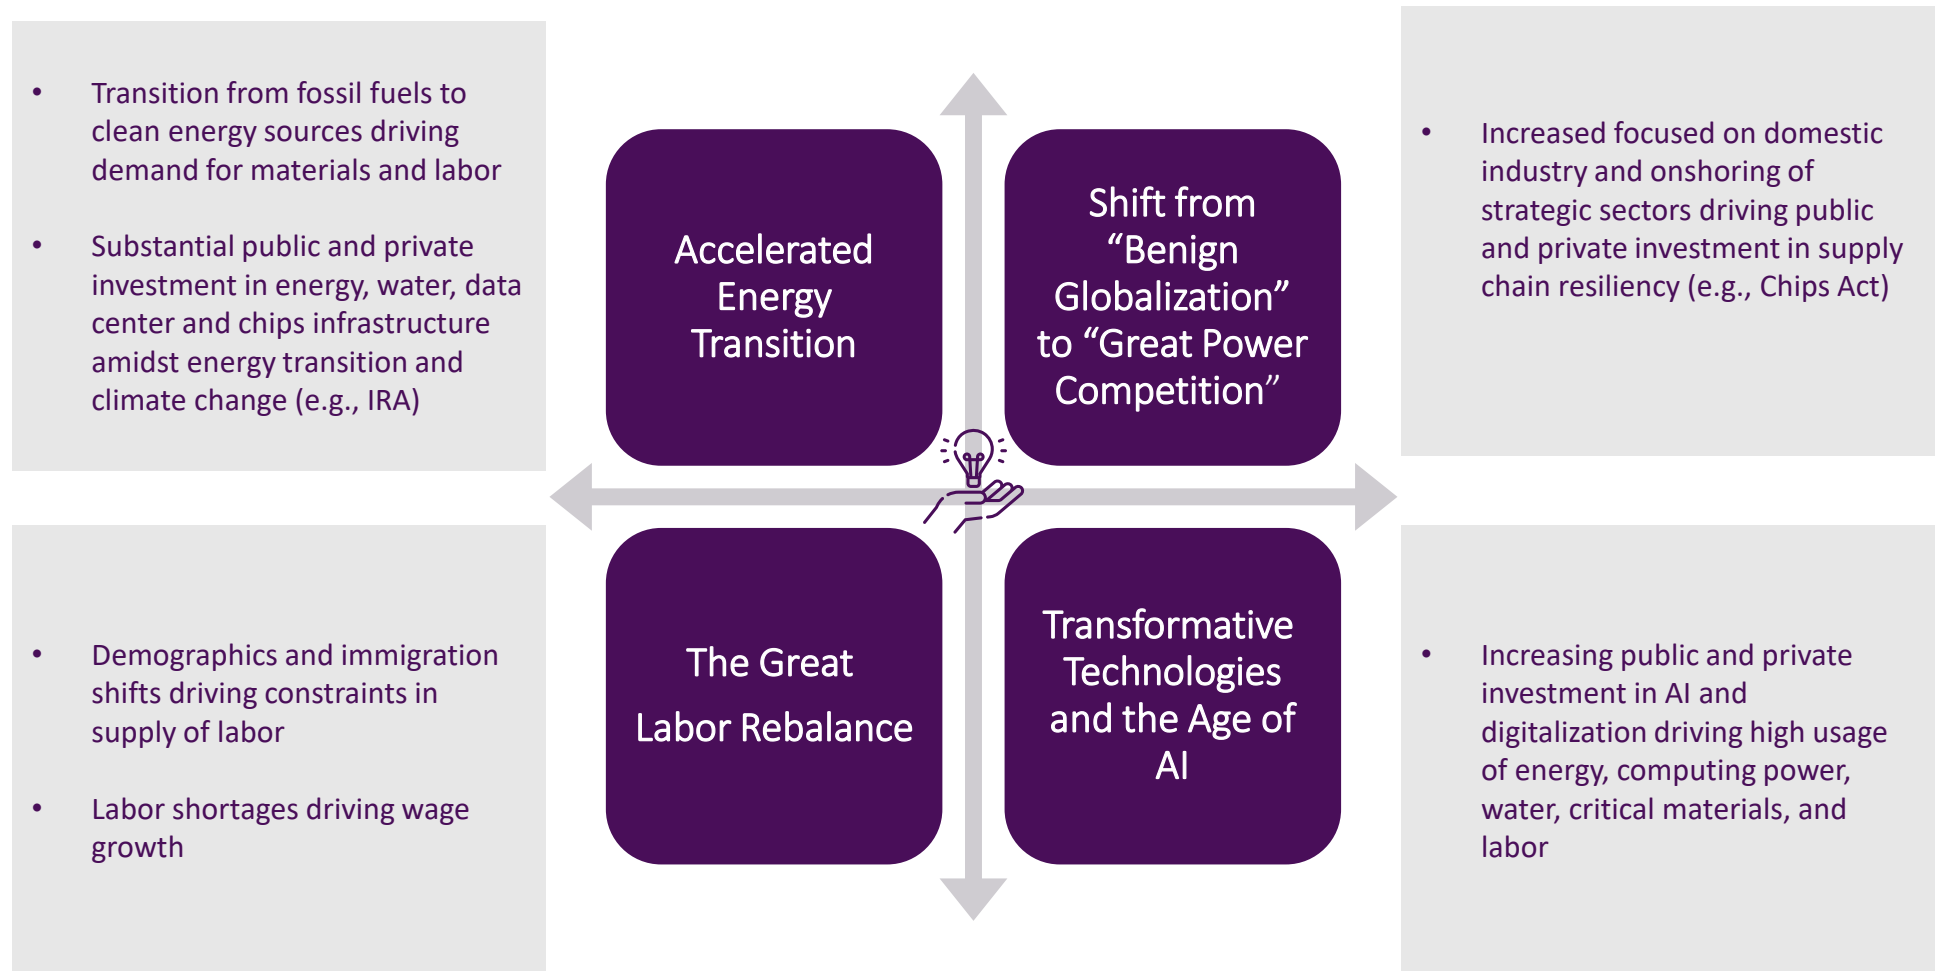 • Transition from fossil fuels to
clean energy sources driving
demand for materials and labor
• Substantial public and private
investment in energy, water, data
center and chips infrastructure
amidst energy transition and
climate change (e.g., IRA)
Accelerated
Energy
Transition
Shift from
“Benign
Globalization”
to “Great Power
Competition”
• Increased focused on domestic
industry and onshoring of
strategic sectors driving public
and private investment in supply
chain resiliency (e.g., Chips Act)
• Demographics and immigration
shifts driving constraints in
supply of labor
• Labor shortages driving wage
growth
The Great
Labor Rebalance
Transformative
Technologies
and the Age of
AI
• Increasing public and private
investment in AI and
digitalization driving high usage
of energy, computing power,
water, critical materials, and
labor